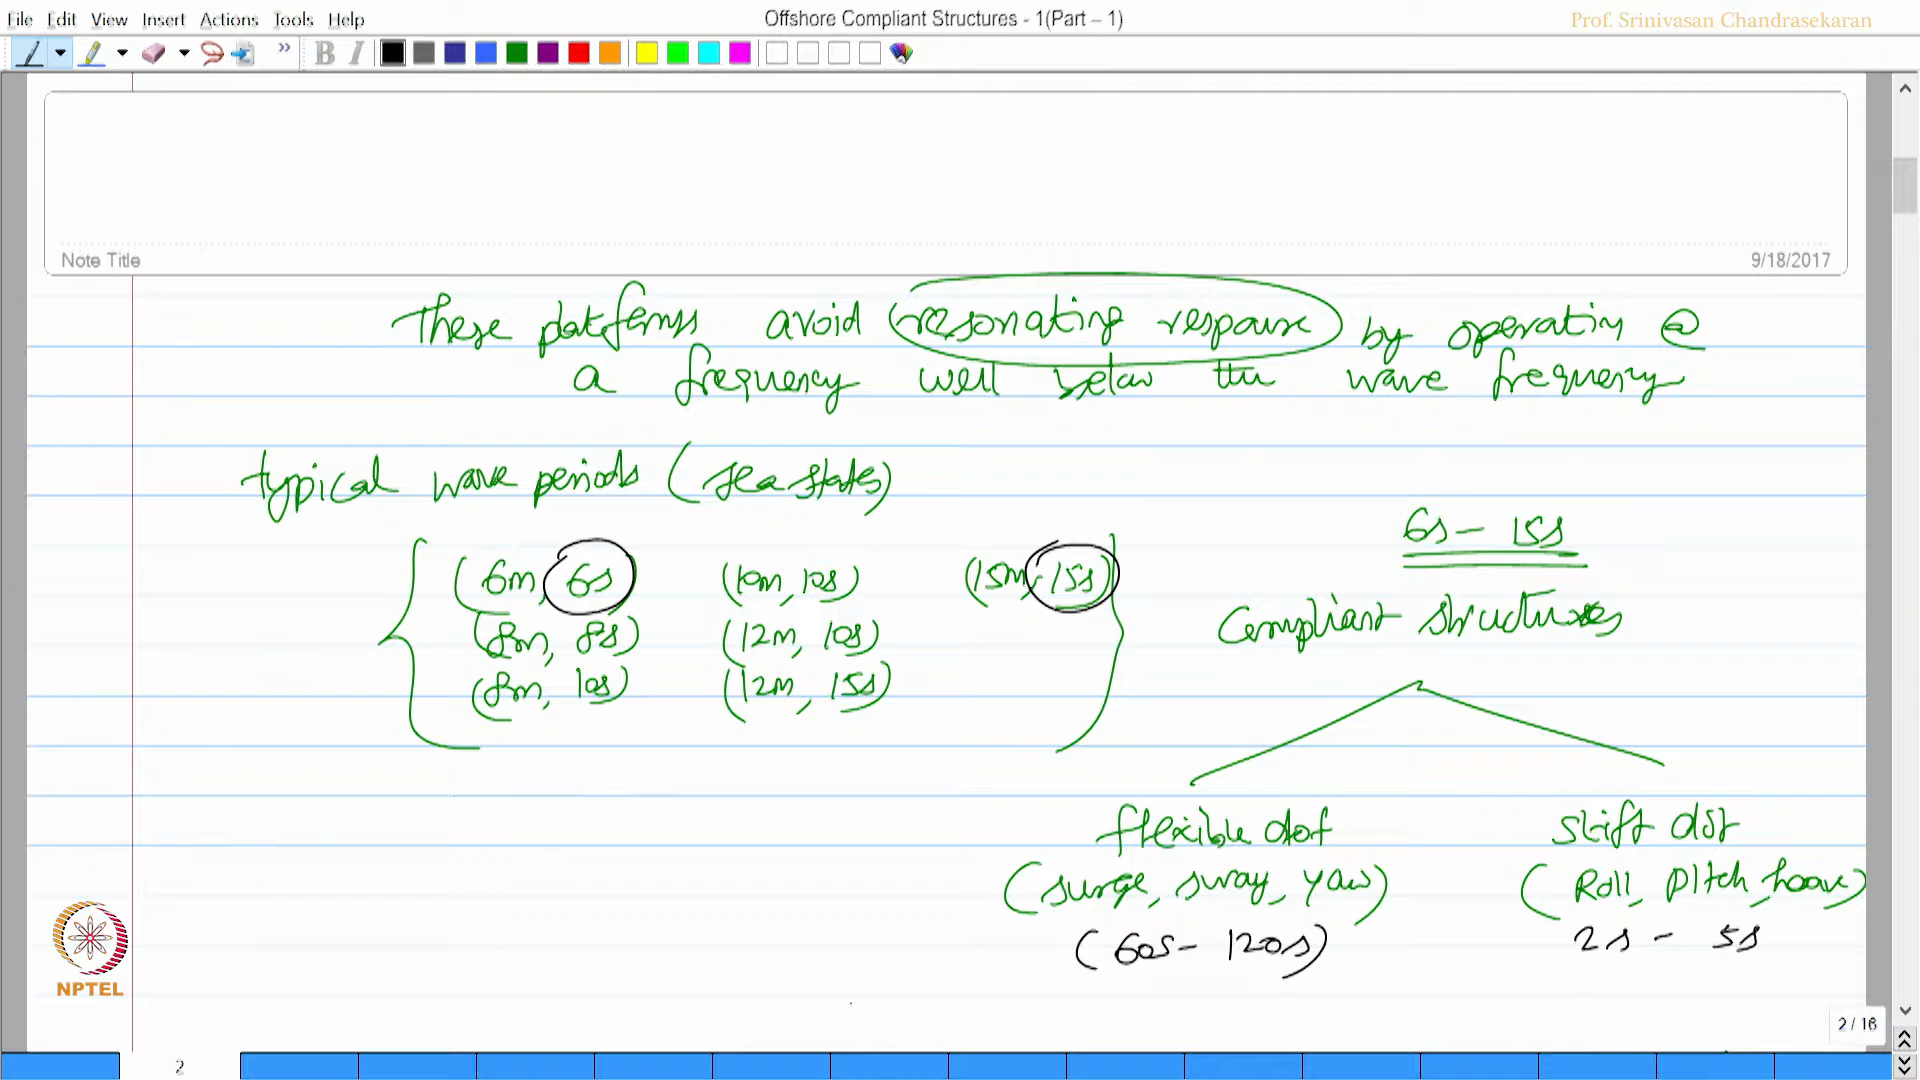 File Edit View Insert Actions Tools Help
Offshore Compliant Structures - 1(Part – 1)
Prof. Srinivasan Chandrasekaran
B I
Note Title
9/18/2017
These platforms avoid (resonating response) by operating @
a frequency well below the wave frequency
typical wave periods (sea states)
6s - 15s
(6m, 6s) (10m, 10s) (15m, 15s)
(8m, 8s) (12m, 10s)
(8m, 10s) (12m, 15s)
Compliant structures
flexible dof stiff dof
(surge, sway, yaw) (Roll, pitch, heave)
(60s - 120s) 2s - 5s
NPTEL
2 / 16
2